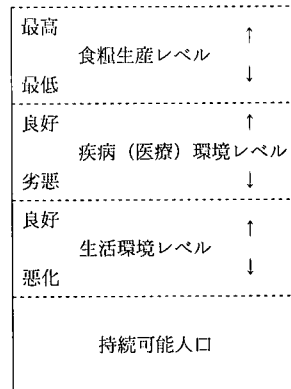 最高 ↑
食糧生産レベル
最低 ↓
良好 ↑
疾病（医療）環境レベル
劣悪 ↓
良好 ↑
生活環境レベル
悪化 ↓
持続可能人口